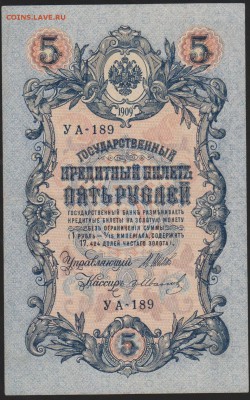 COINS.LAVE.RU
5 5
1909
УА-189
ГОСУДАРСТВЕННЫЙ
КРЕДИТНЫЙ БИЛЕТЪ
ПЯТЬ РУБЛЕЙ
ГОСУДАРСТВЕННЫЙ БАНКЪ РАЗМѢНИВАЕТЪ
КРЕДИТНЫЕ БИЛЕТЫ НА ЗОЛОТУЮ МОНЕТУ
БЕЗЪ ОГРАНИЧЕНІЯ СУММЫ
1 РУБЛЬ = 1/15 ИМПЕРІАЛА, СОДЕРЖИТЪ
17,424 ДОЛЕЙ ЧИСТАГО ЗОЛОТА).
Управляющій
Кассиръ
УА-189
5